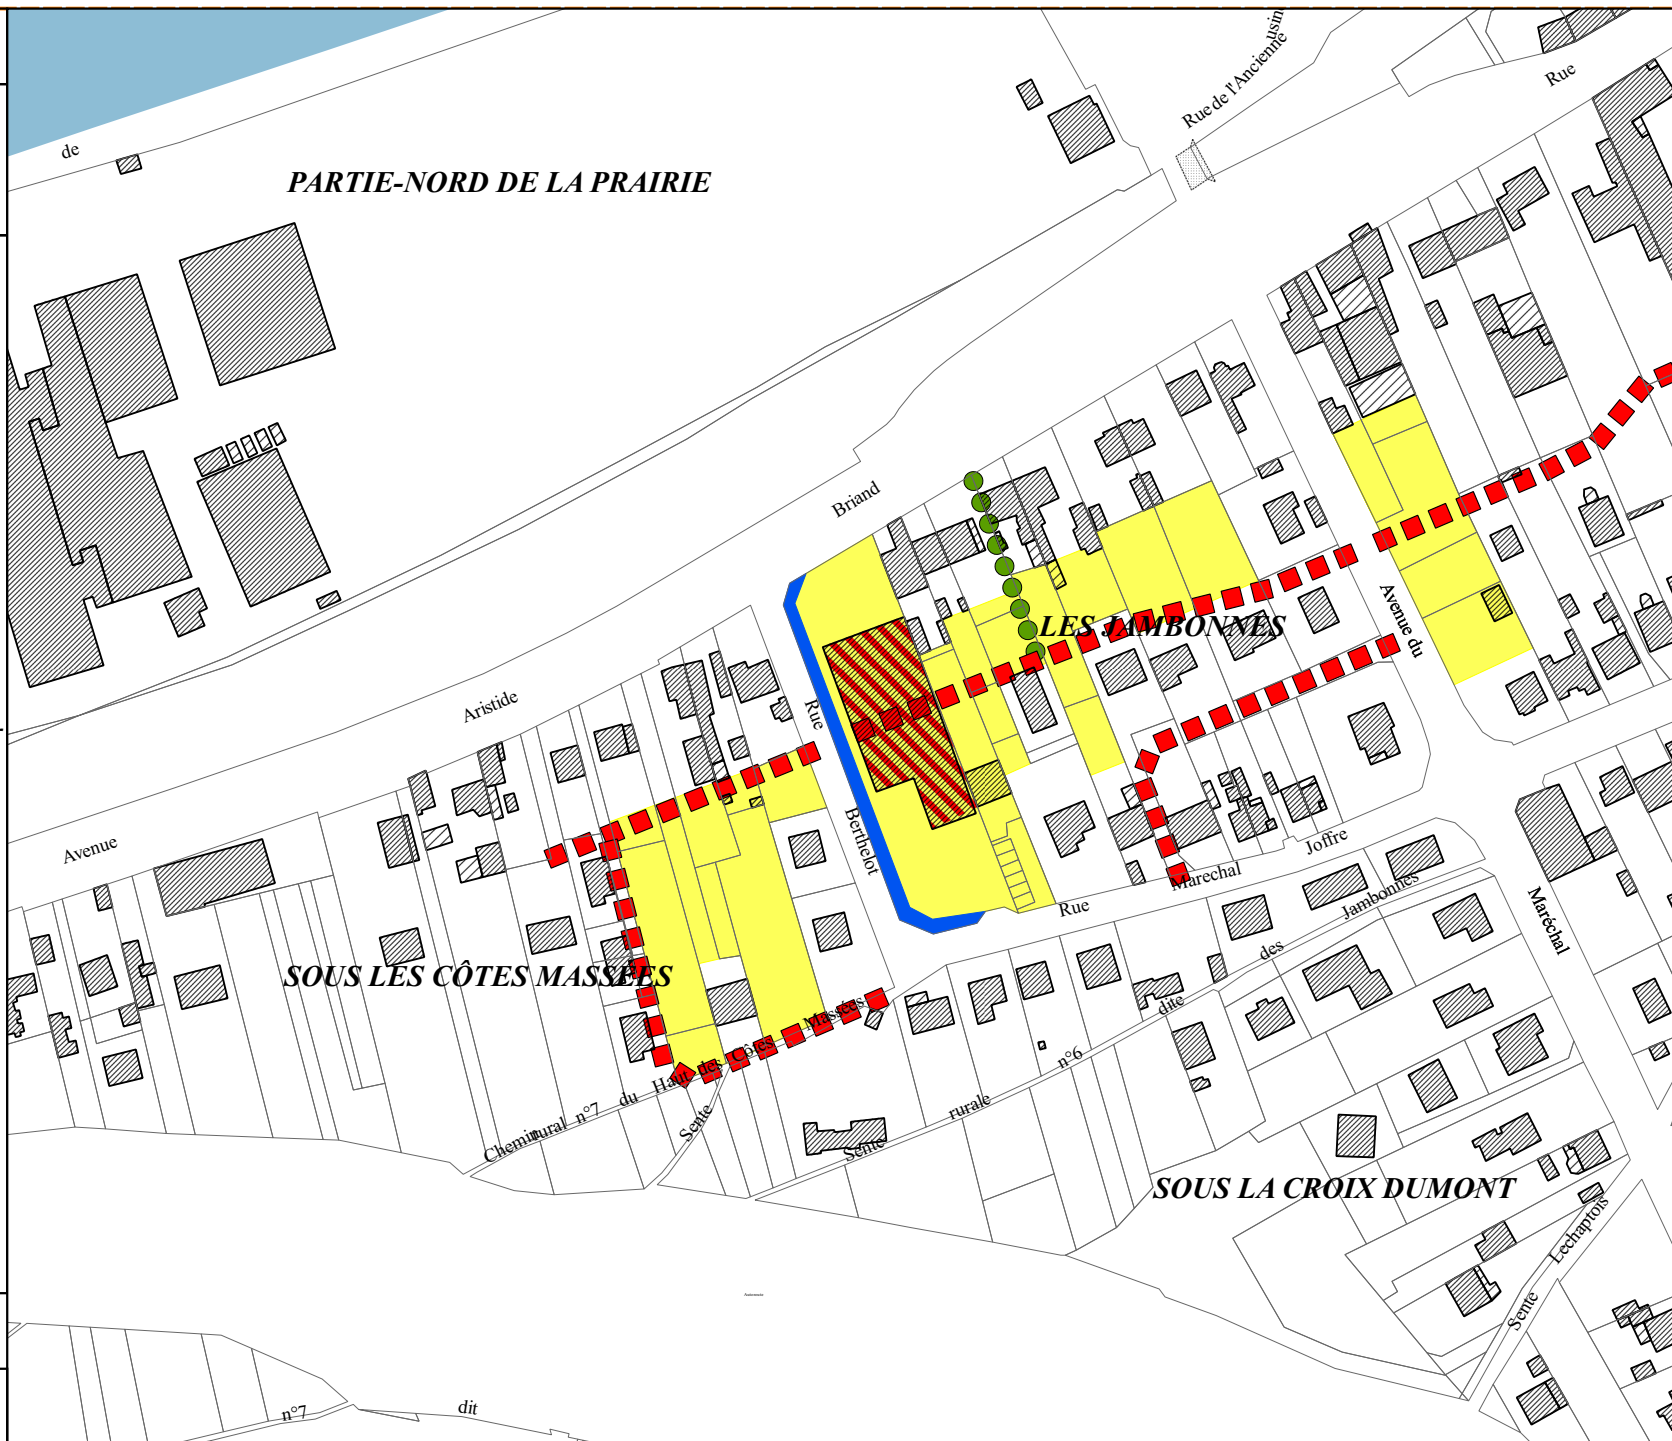 usin
Rue de l'Ancienne
Rue
de
PARTIE-NORD DE LA PRAIRIE
Briand
LES JAMBONNES
Avenue du
Aristide
Rue
Berthelot
Avenue
Joffre
Marechal
Rue
Jambonnes
des
Maréchal
SOUS LES CÔTES MASSÉES
dite
Massées
Côtes
des
Haut
du
n°7
rural
Chemin
n°6
rurale
Sente
Sente
SOUS LA CROIX DUMONT
Lechaptois
Sente
n°7
dit